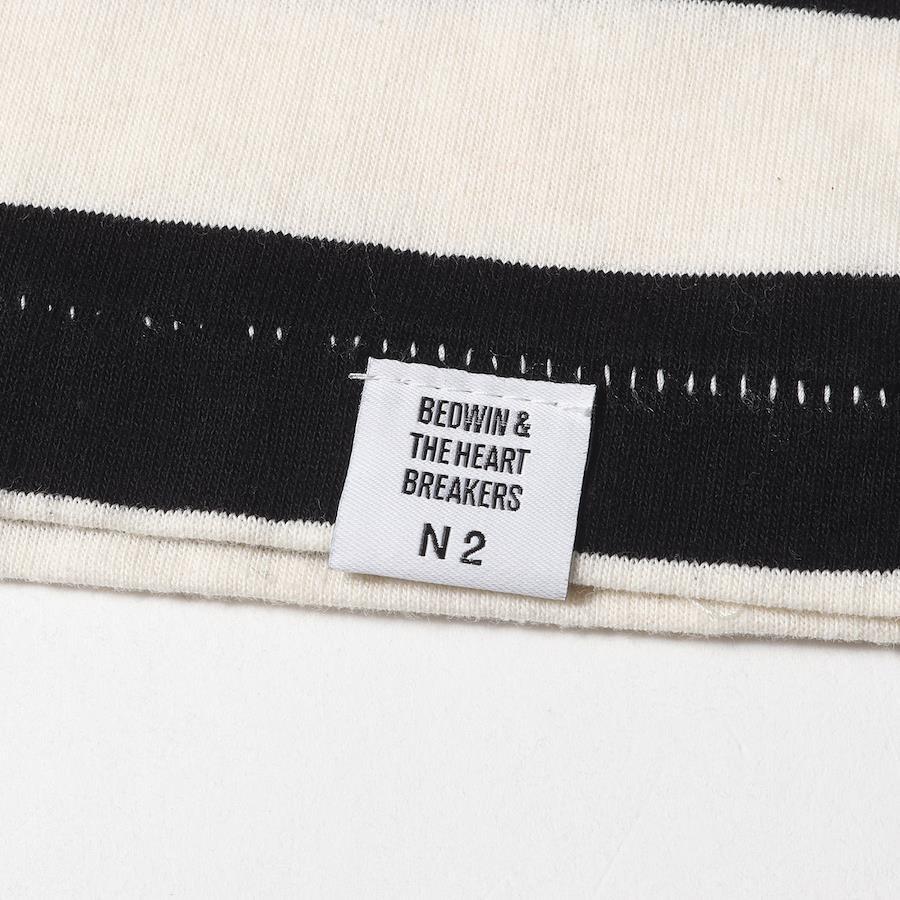 BEDWIN &
THE HEART
BREAKERS
N 2